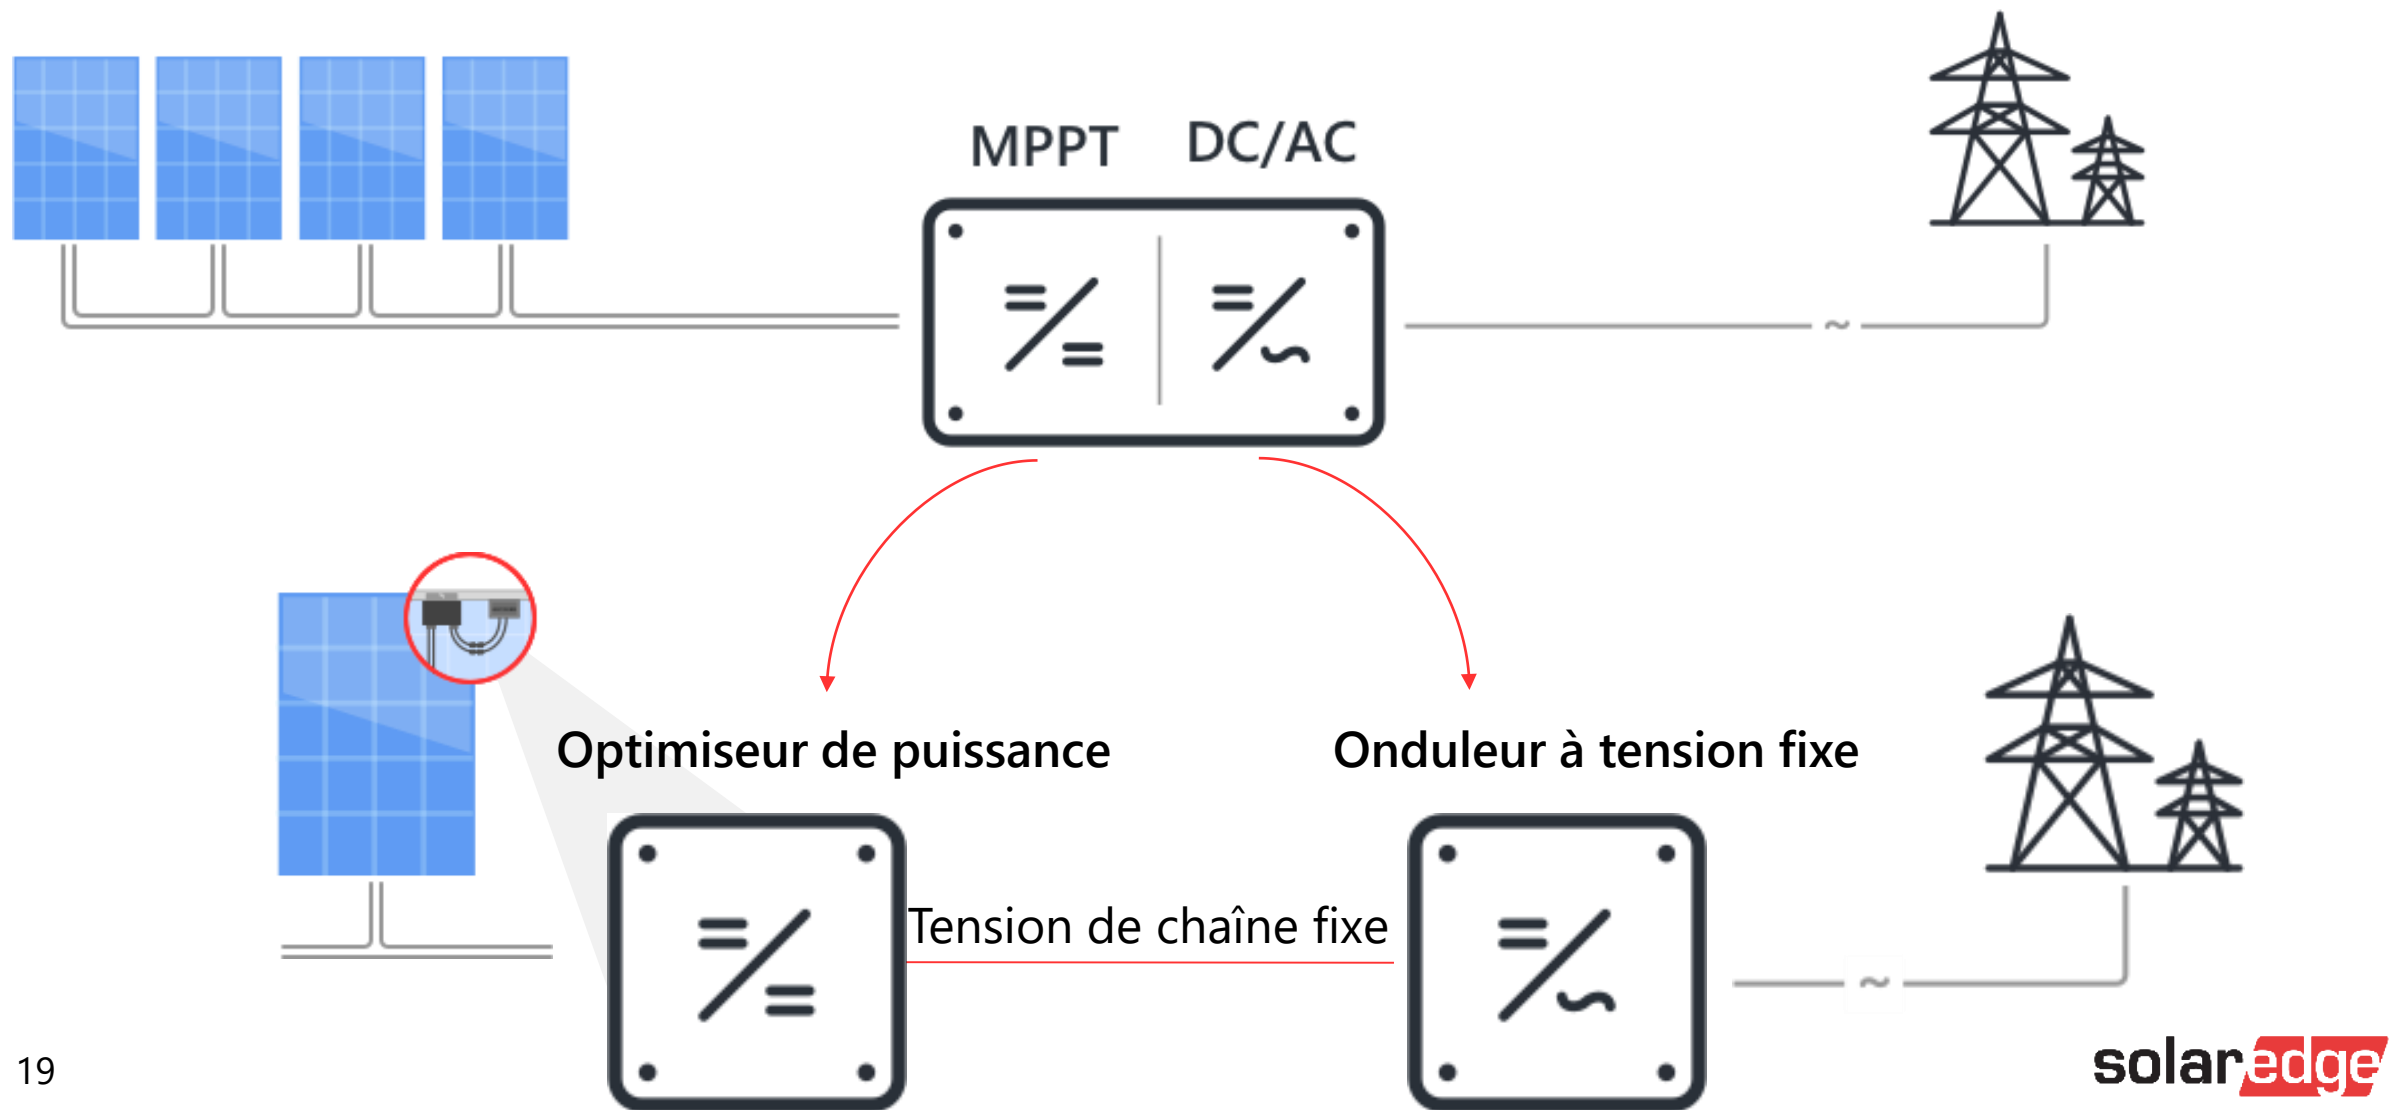 MPPT DC/AC
Optimiseur de puissance
Onduleur à tension fixe
Tension de chaîne fixe
~
~
19
solaredge